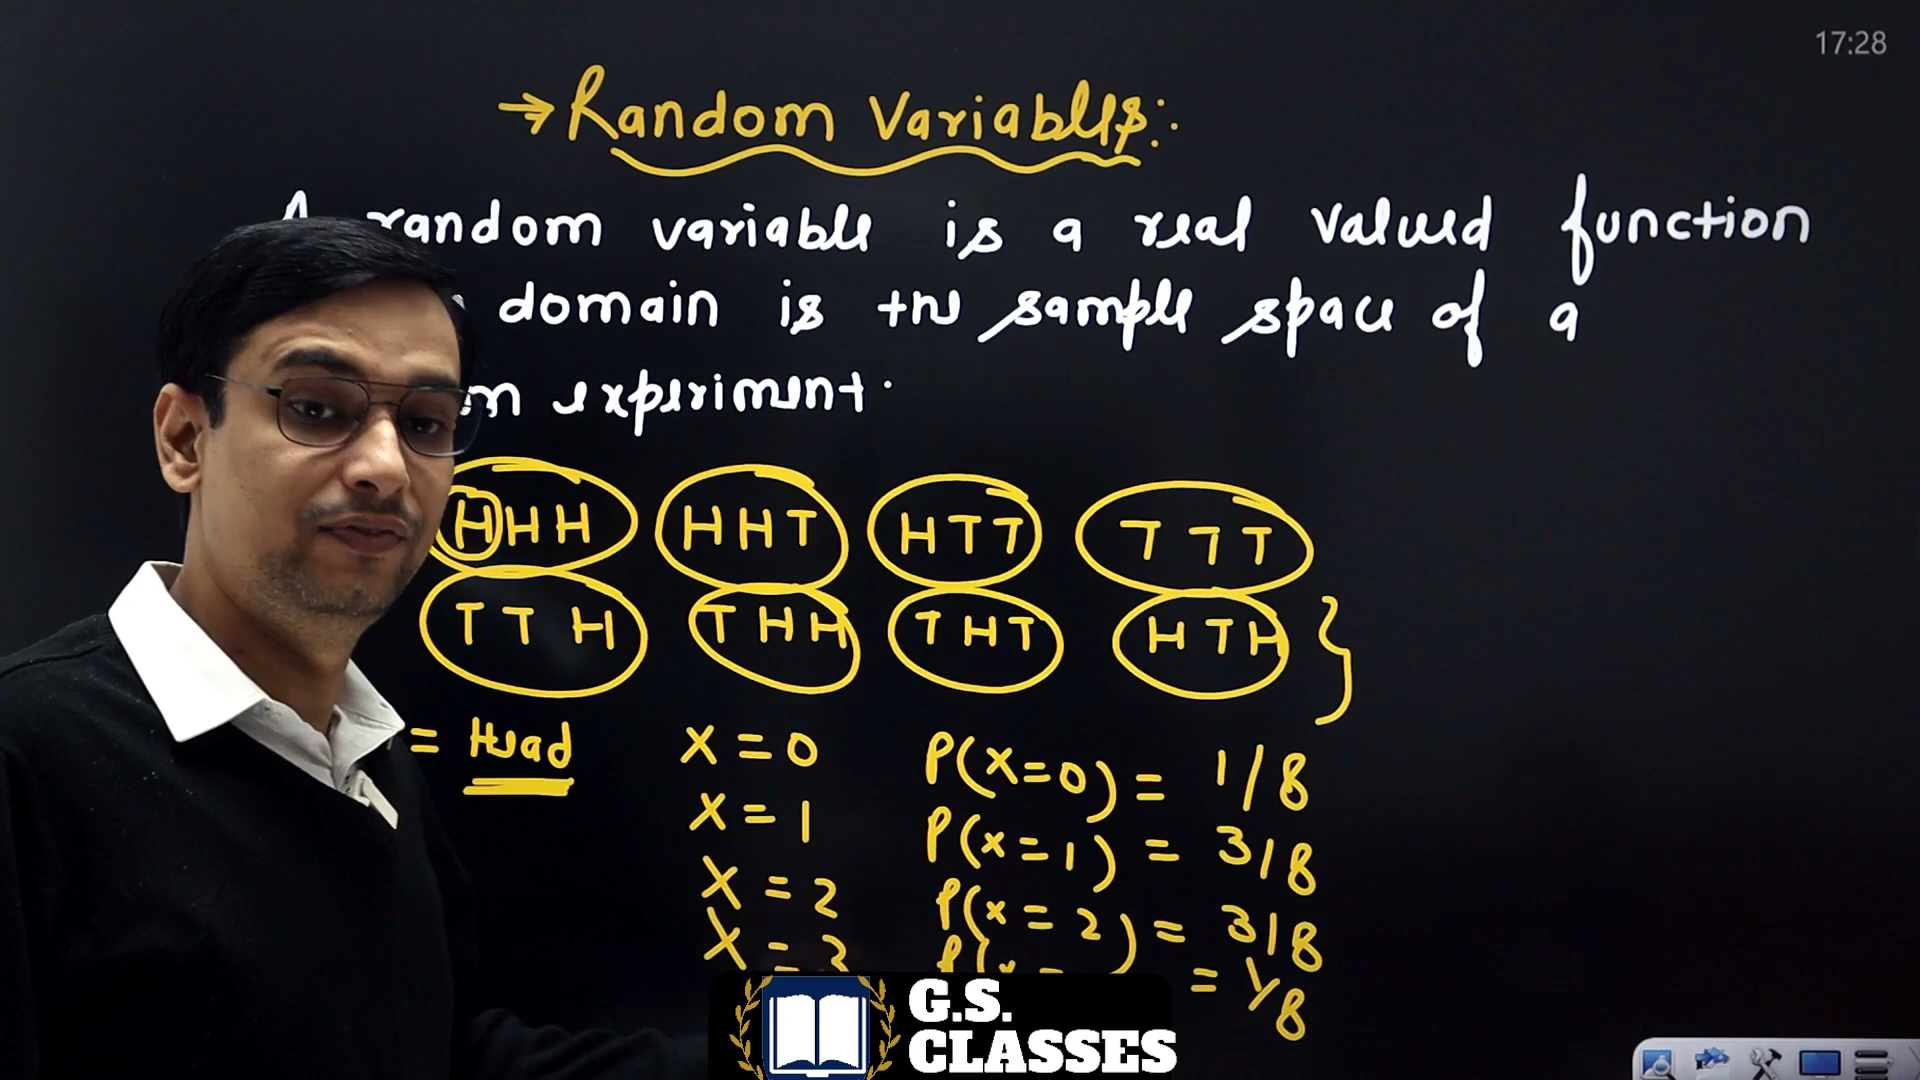 17:28
→ Random Variables :
A random variable is a real valued function
domain is the sample space of a
m experiment.
HHH HHT HTT TTT
TTH THH THT HTH }
= Head X = 0 P(X=0) = 1/8
X = 1 P(X=1) = 3/8
X = 2 P(X=2) = 3/8
X = 3 P(X = = 1/8
G.S.
CLASSES